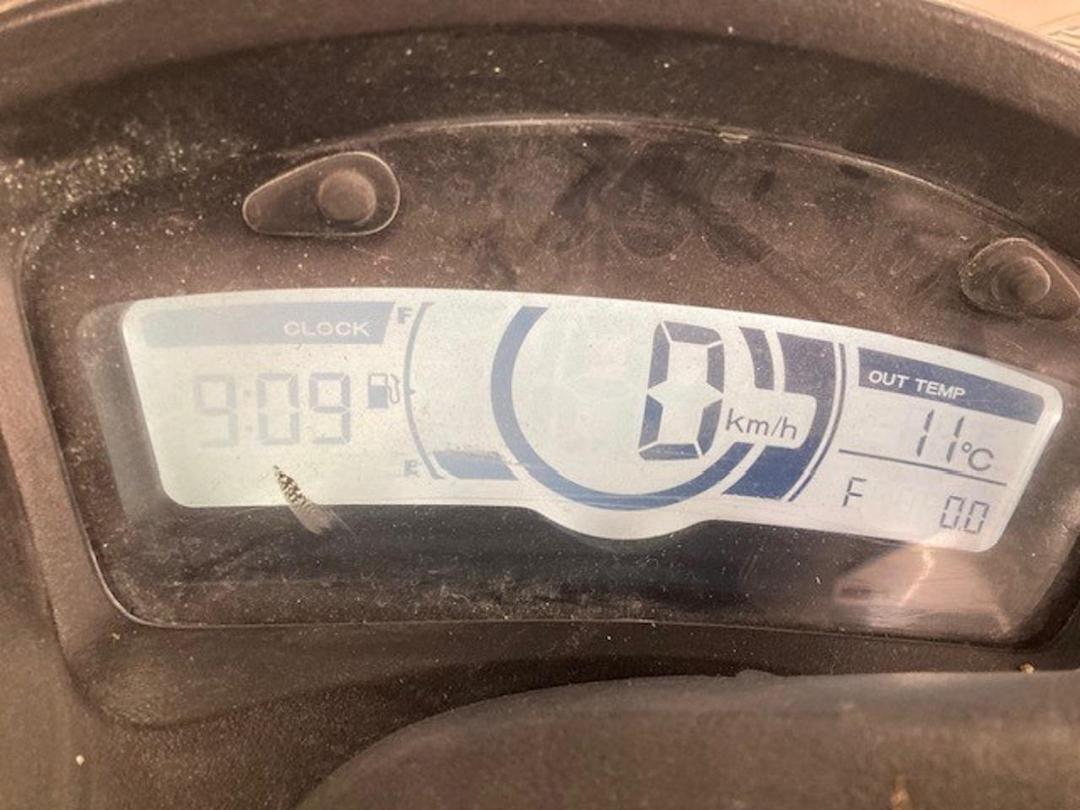 CLOCK
F
9:09
E
0 km/h
OUT TEMP
11°C
F 0.0